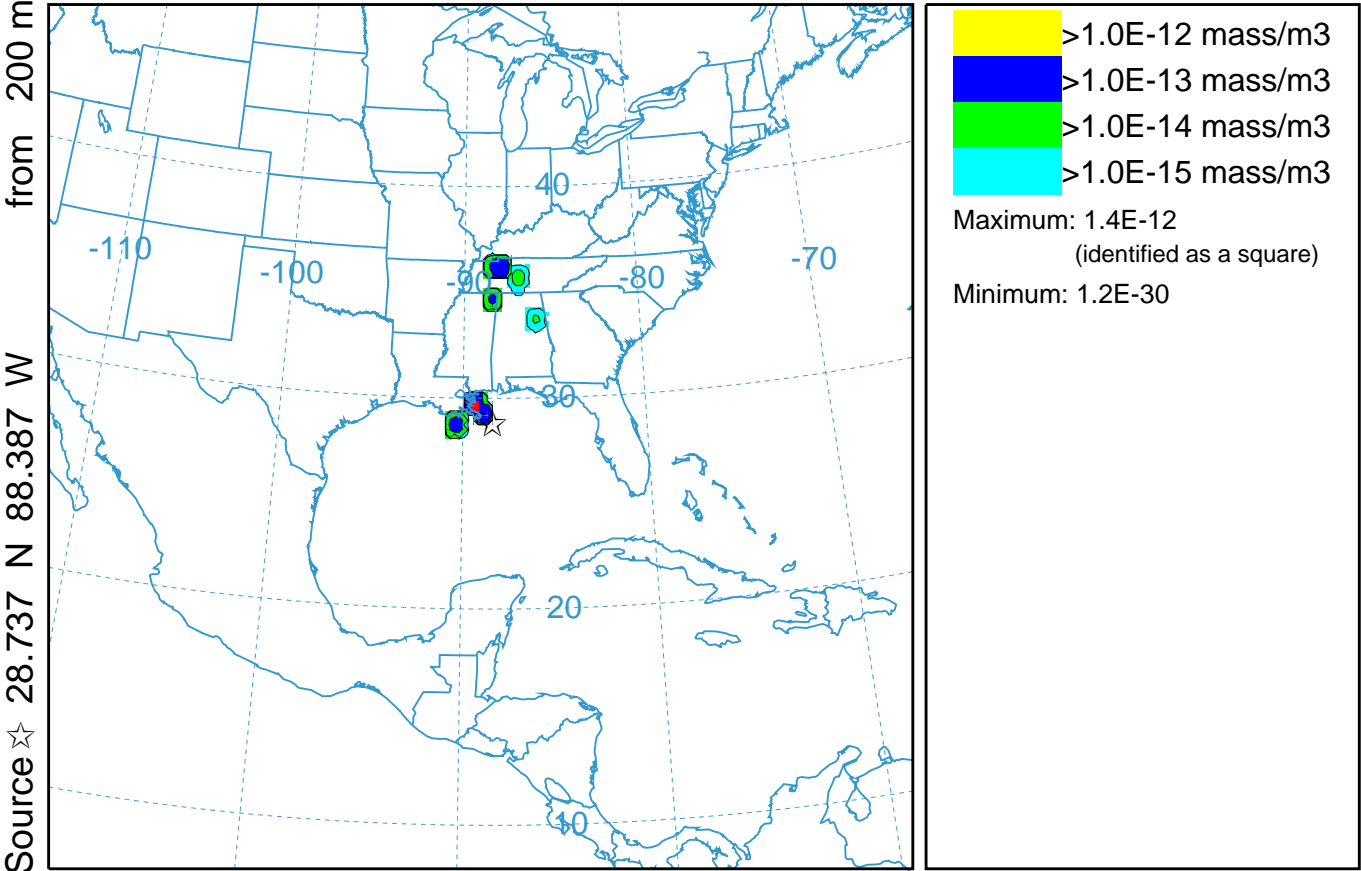 Source ☆ 28.737 N 88.387 W from 200 m
>1.0E-12 mass/m3
>1.0E-13 mass/m3
>1.0E-14 mass/m3
>1.0E-15 mass/m3
Maximum: 1.4E-12
(identified as a square)
Minimum: 1.2E-30
40
-110
-100
-90
-80
-70
30
20
10